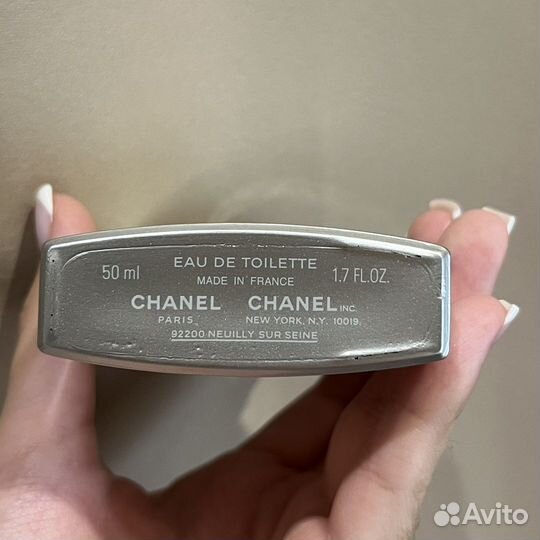 EAU DE TOILETTE
50 ml MADE IN FRANCE 1.7 FL.OZ.
CHANEL CHANEL INC.
PARIS NEW YORK, N.Y. 10019
92200 NEUILLY SUR SEINE
Avito